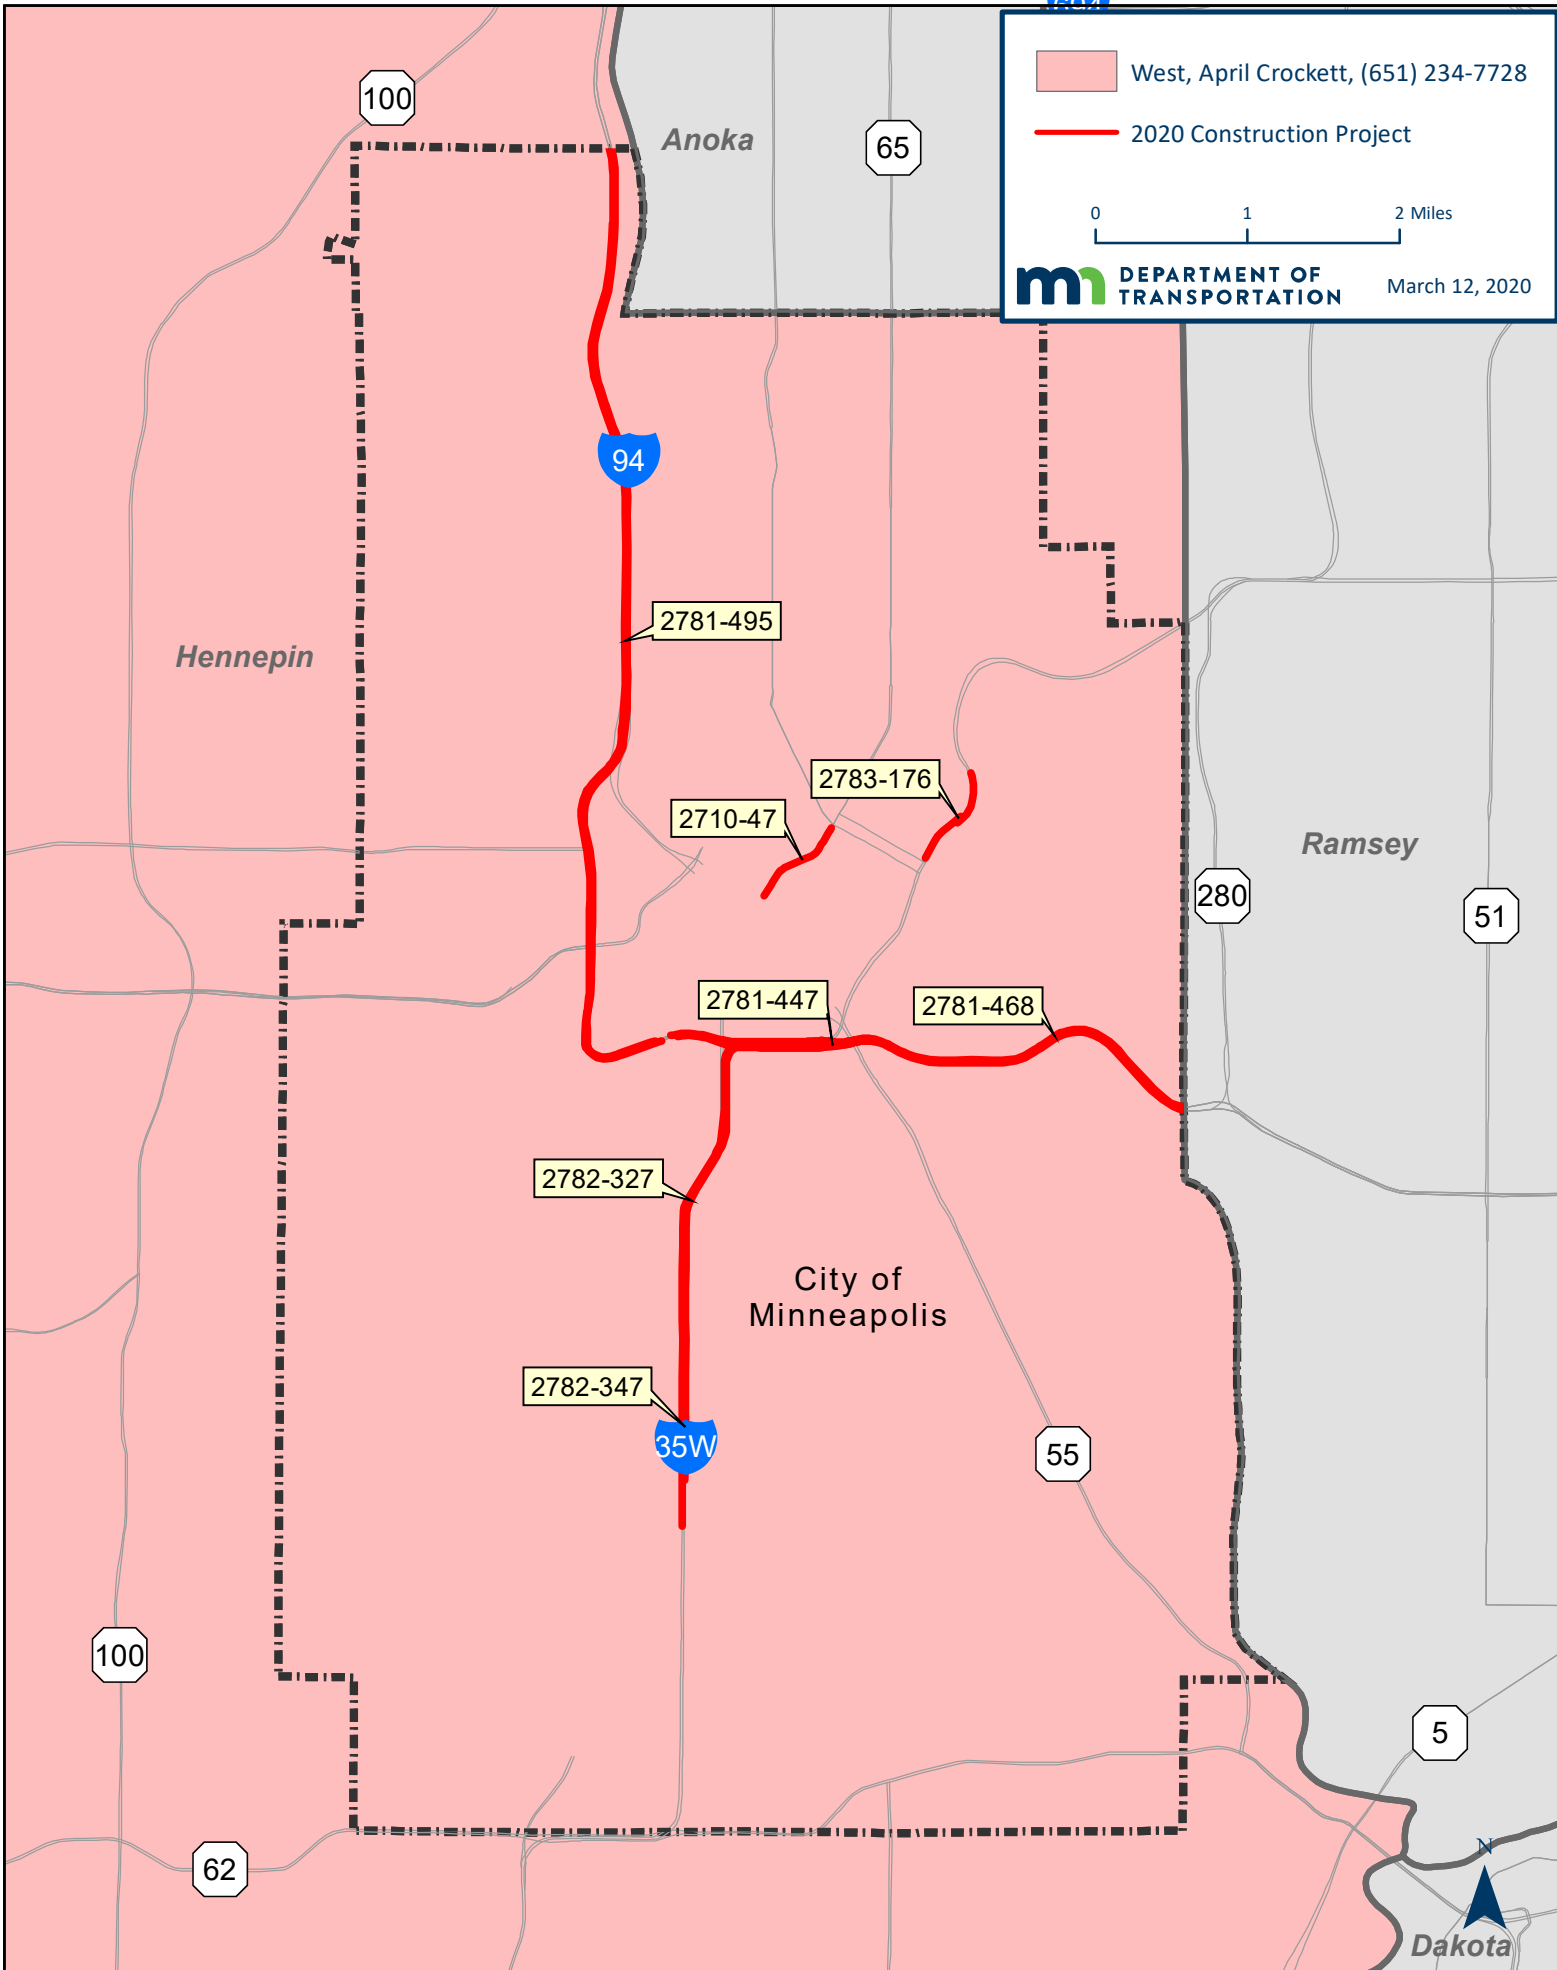 100
Anoka
65
West, April Crockett, (651) 234-7728
2020 Construction Project
0 1 2 Miles
mn DEPARTMENT OF
TRANSPORTATION
March 12, 2020
94
2781-495
Hennepin
2783-176
2710-47
Ramsey
280
51
2781-447
2781-468
2782-327
City of
Minneapolis
2782-347
35W
55
100
5
62
N
Dakota